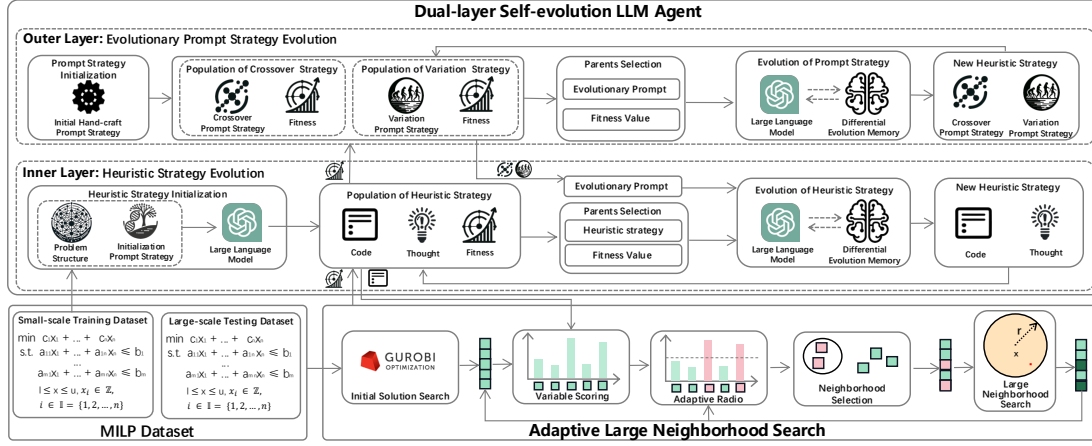 Dual-layer Self-evolution LLM Agent
Outer Layer: Evolutionary Prompt Strategy Evolution
Prompt Strategy
Initialization
Initial Hand-craft
Prompt Strategy
Population of Crossover Strategy
Crossover
Prompt Strategy
Fitness
Population of Variation Strategy
Variation
Prompt Strategy
Fitness
Parents Selection
Evolutionary Prompt
Fitness Value
Evolution of Prompt Strategy
Large Language
Model
Differential
Evolution Memory
New Heuristic Strategy
Crossover
Prompt Strategy
Variation
Prompt Strategy
Inner Layer: Heuristic Strategy Evolution
Heuristic Strategy Initialization
Problem
Structure
Initialization
Prompt Strategy
Large Language
Model
Population of Heuristic Strategy
Code
Thought
Fitness
Evolutionary Prompt
Parents Selection
Heuristic strategy
Fitness Value
Evolution of Heuristic Strategy
Large Language
Model
Differential
Evolution Memory
New Heuristic Strategy
Code
Thought
Small-scale Training Dataset
min c₁x₁ + ... + cₙxₙ
s.t. a₁₁x₁ + ... + a₁ₙxₙ ≤ b₁
... ...
aₘ₁x₁ + ... + aₘₙxₙ ≤ bₘ
l ≤ x ≤ u, xᵢ ∈ ℤ,
i ∈ 𝕀 = {1,2, ..., n}
Large-scale Testing Dataset
min c₁x₁ + ... + cₙxₙ
s.t. a₁₁x₁ + ... + a₁ₙxₙ ≤ b₁
... ...
aₘ₁x₁ + ... + aₘₙxₙ ≤ bₘ
l ≤ x ≤ u, xᵢ ∈ ℤ,
i ∈ 𝕀 = {1,2, ..., n}
MILP Dataset
GUROBI
OPTIMIZATION
Initial Solution Search
Variable Scoring
Adaptive Radio
Neighborhood
Selection
r
x
Large
Neighborhood
Search
Adaptive Large Neighborhood Search